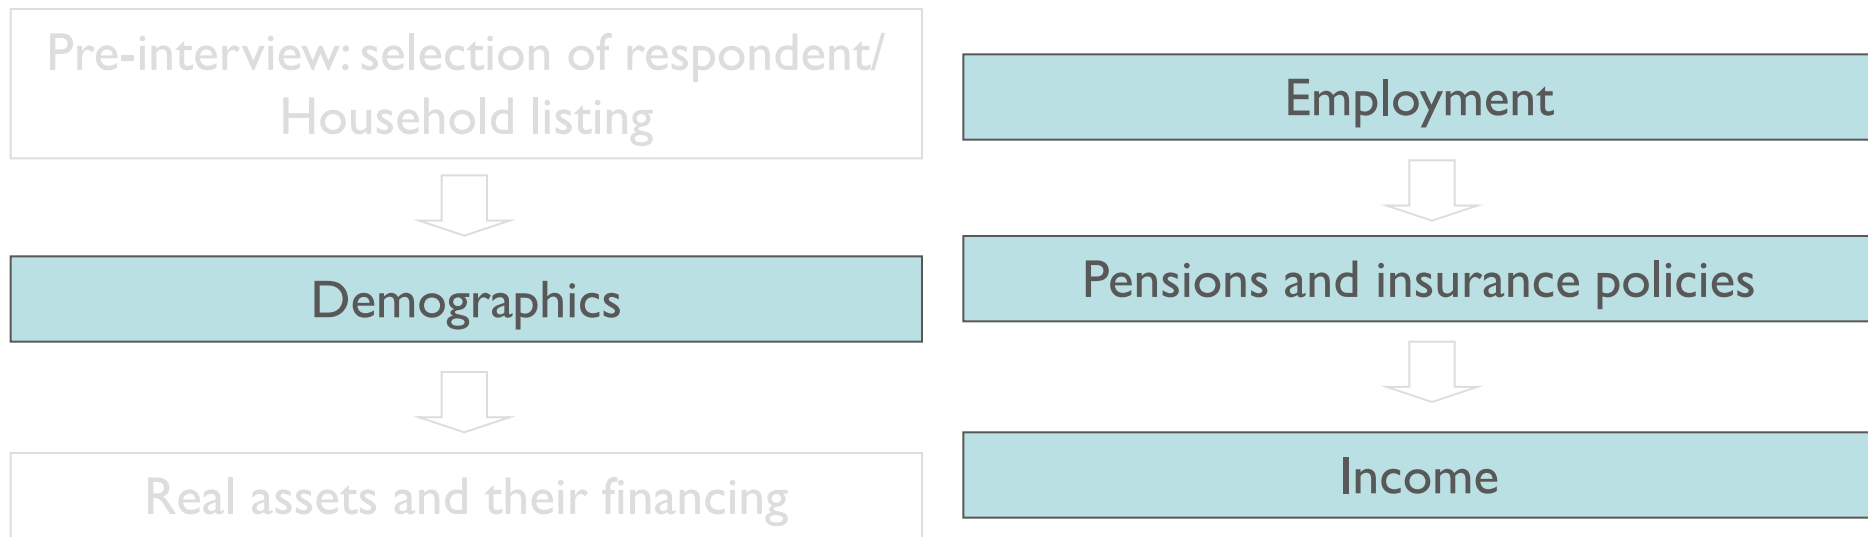 Pre-interview: selection of respondent/
Household listing
Demographics
Real assets and their financing
Employment
Pensions and insurance policies
Income